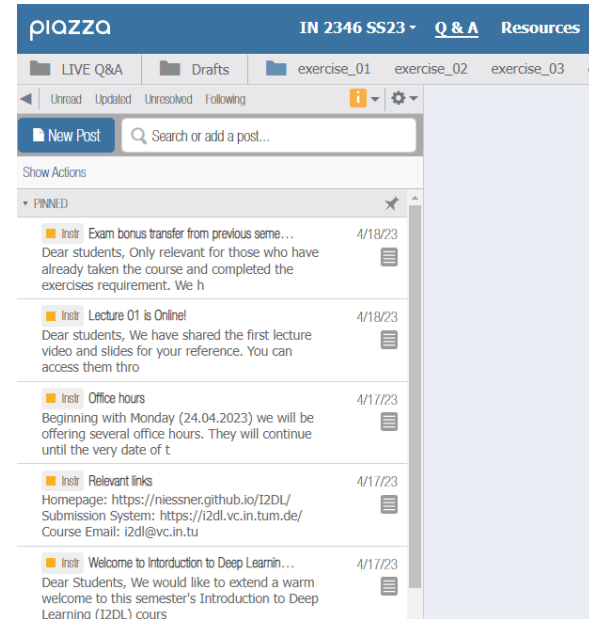 piazza
IN 2346 SS23 Q & A Resources
LIVE Q&A Drafts exercise_01 exercise_02 exercise_03
Unread Updated Unresolved Following
New Post Search or add a post...
Show Actions
PINNED
Instr Exam bonus transfer from previous seme… 4/18/23
Dear students, Only relevant for those who have
already taken the course and completed the
exercises requirement. We h
Instr Lecture 01 is Online! 4/18/23
Dear students, We have shared the first lecture
video and slides for your reference. You can
access them thro
Instr Office hours 4/17/23
Beginning with Monday (24.04.2023) we will be
offering several office hours. They will continue
until the very date of t
Instr Relevant links 4/17/23
Homepage: https://niessner.github.io/I2DL/
Submission System: https://i2dl.vc.in.tum.de/
Course Email: i2dl@vc.in.tu
Instr Welcome to Intorduction to Deep Learnin… 4/17/23
Dear Students, We would like to extend a warm
welcome to this semester's Introduction to Deep
Learning (I2DL) cours